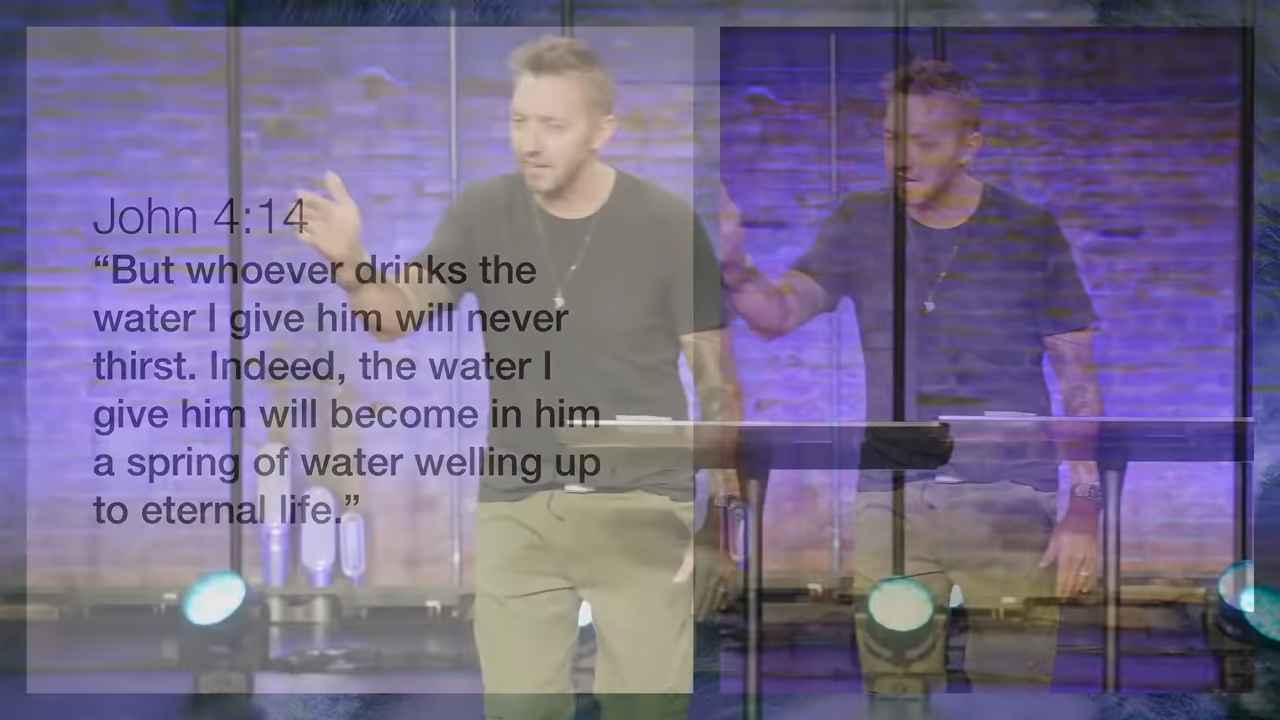 John 4:14
“But whoever drinks the
water I give him will never
thirst. Indeed, the water I
give him will become in him
a spring of water welling up
to eternal life.”